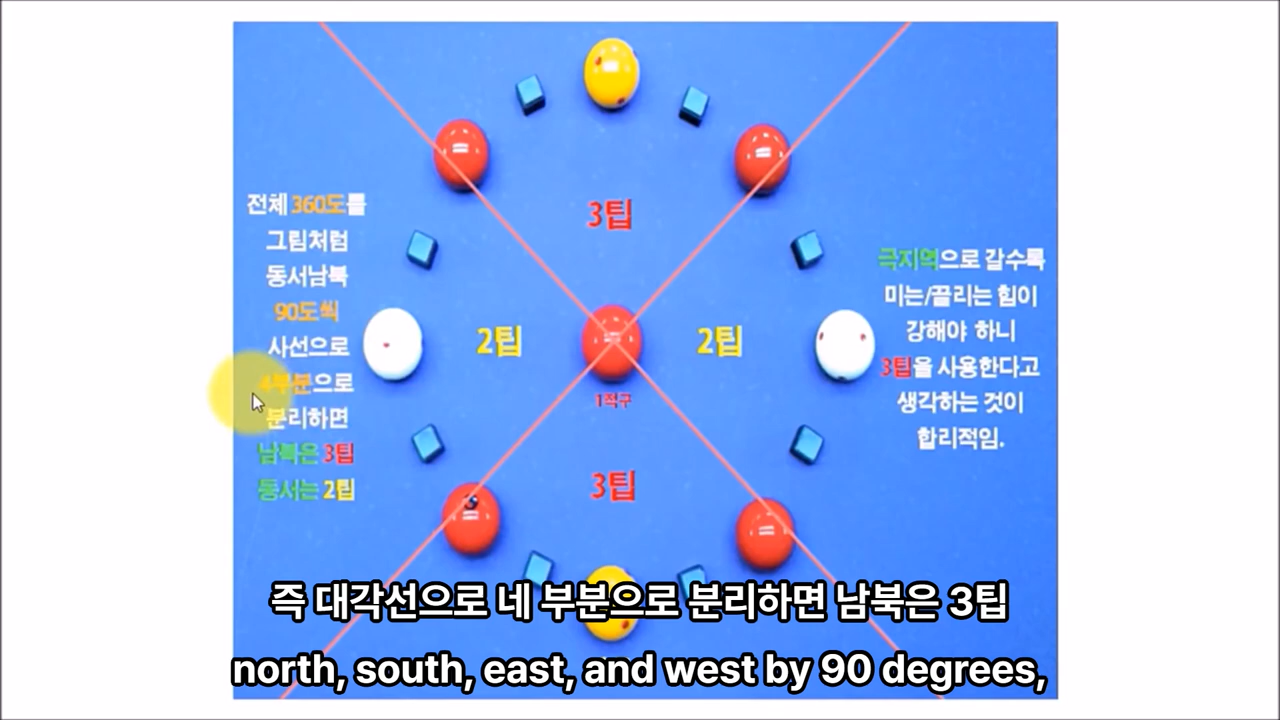 전체 360도를
그림처럼
동서남북
90도씩
사선으로
4부분으로
분리하면
남북은 3팁
동서는 2팁
3팁
2팁
2팁
1적구
3팁
극지역으로 갈수록
미는/끌리는 힘이
강해야 하니
3팁을 사용한다고
생각하는 것이
합리적임.
즉 대각선으로 네 부분으로 분리하면 남북은 3팁
north, south, east, and west by 90 degrees,